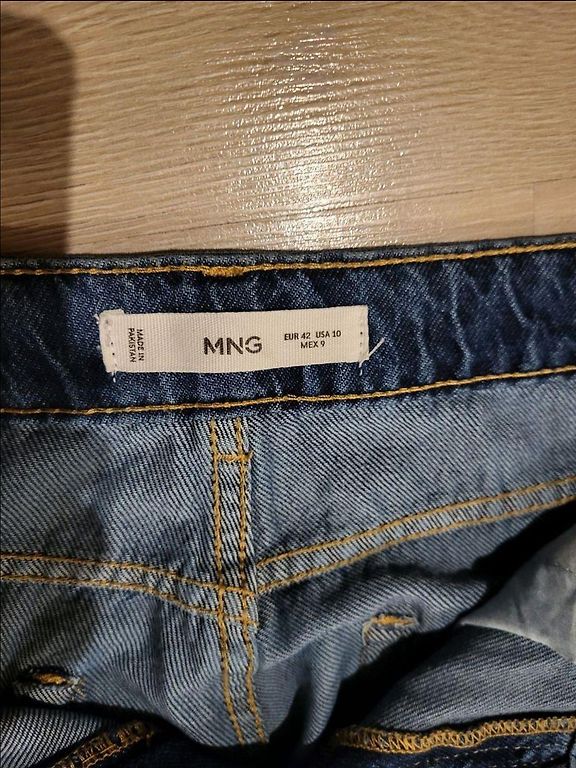 MADE IN
PAKISTAN
MNG
EUR 42 USA 10
MEX 9